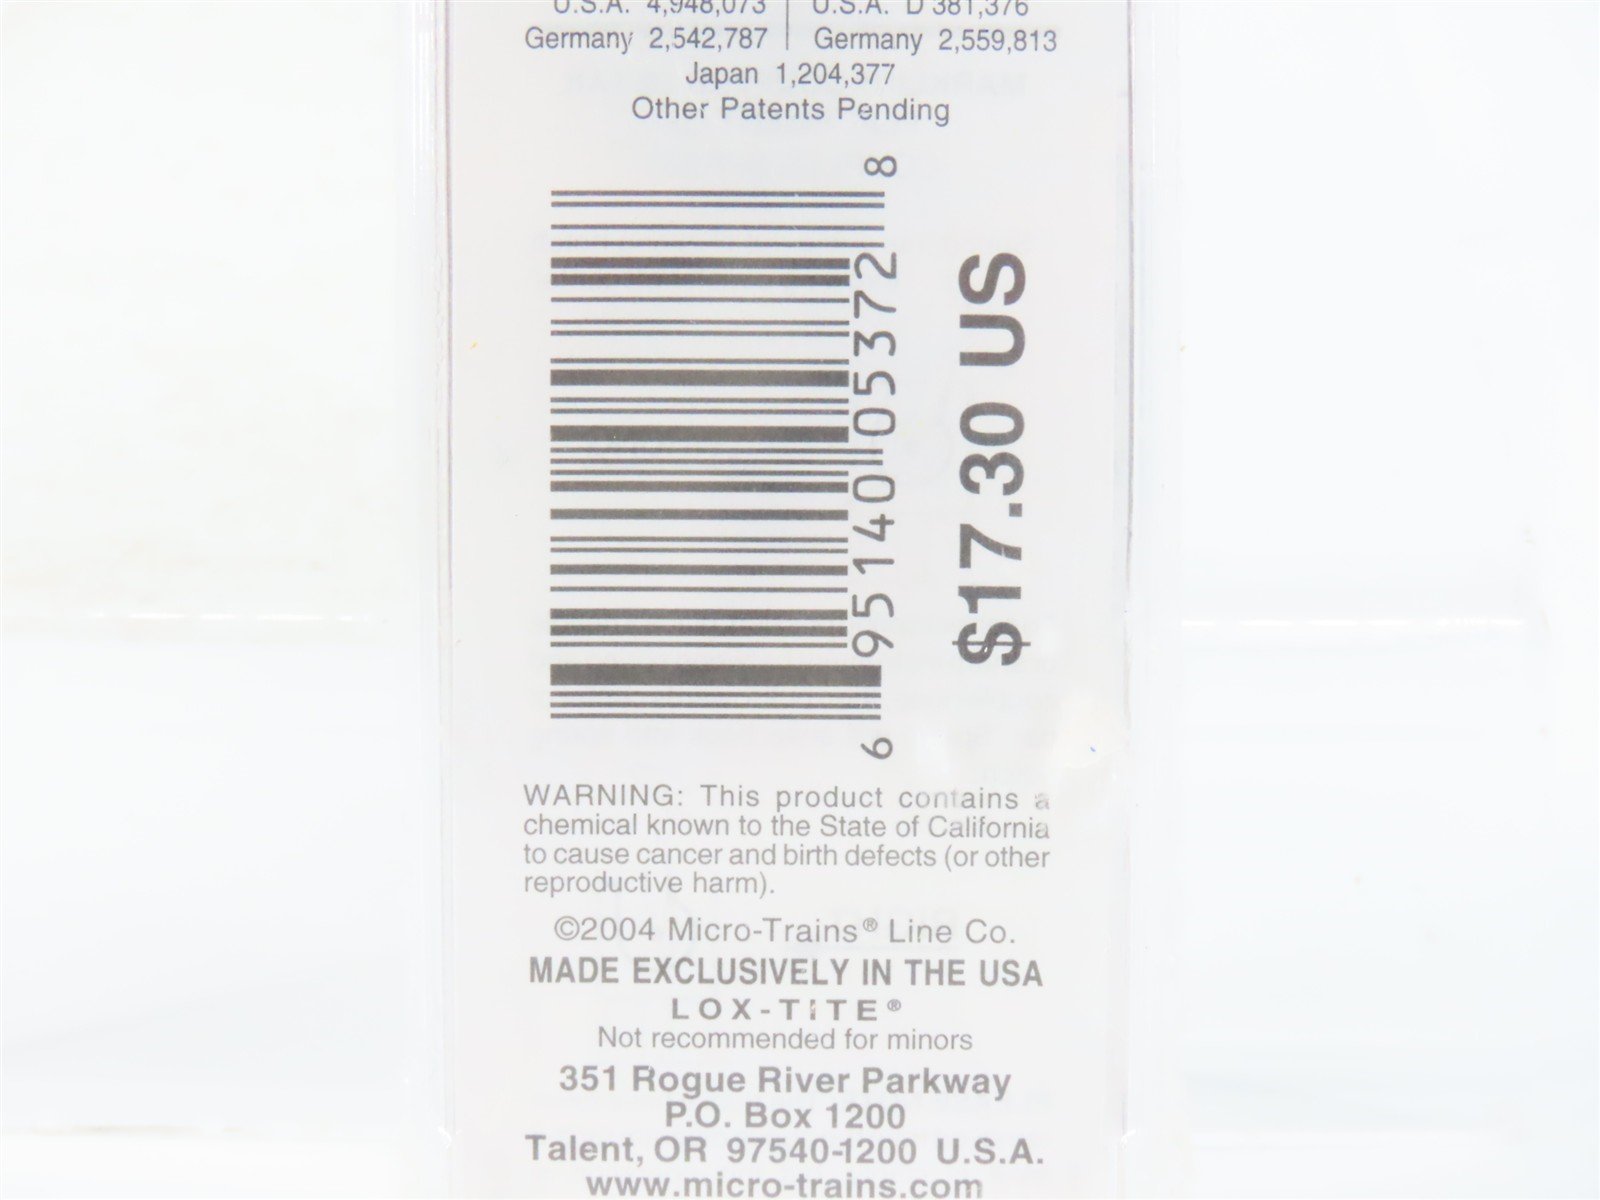 U.S.A. 4,948,073 | U.S.A. D 381,376
Germany 2,542,787 | Germany 2,559,813
Japan 1,204,377
Other Patents Pending
6 95140 05372 8
$17.30 US
WARNING: This product contains a
chemical known to the State of California
to cause cancer and birth defects (or other
reproductive harm).
©2004 Micro-Trains® Line Co.
MADE EXCLUSIVELY IN THE USA
LOX-TITE®
Not recommended for minors
351 Rogue River Parkway
P.O. Box 1200
Talent, OR 97540-1200 U.S.A.
www.micro-trains.com